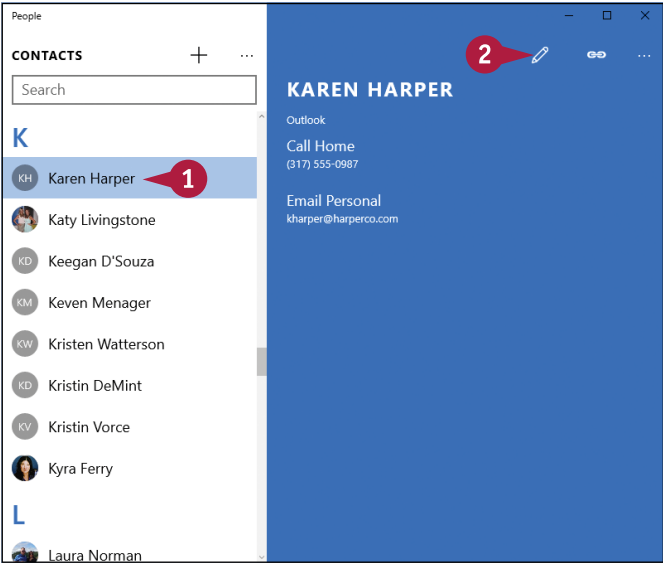 People
CONTACTS
Search
K
KH Karen Harper 1
Katy Livingstone
KD Keegan D'Souza
KM Keven Menager
KW Kristen Watterson
KD Kristin DeMint
KV Kristin Vorce
Kyra Ferry
L
Laura Norman
2
KAREN HARPER
Outlook
Call Home
(317) 555-0987
Email Personal
kharper@harperco.com